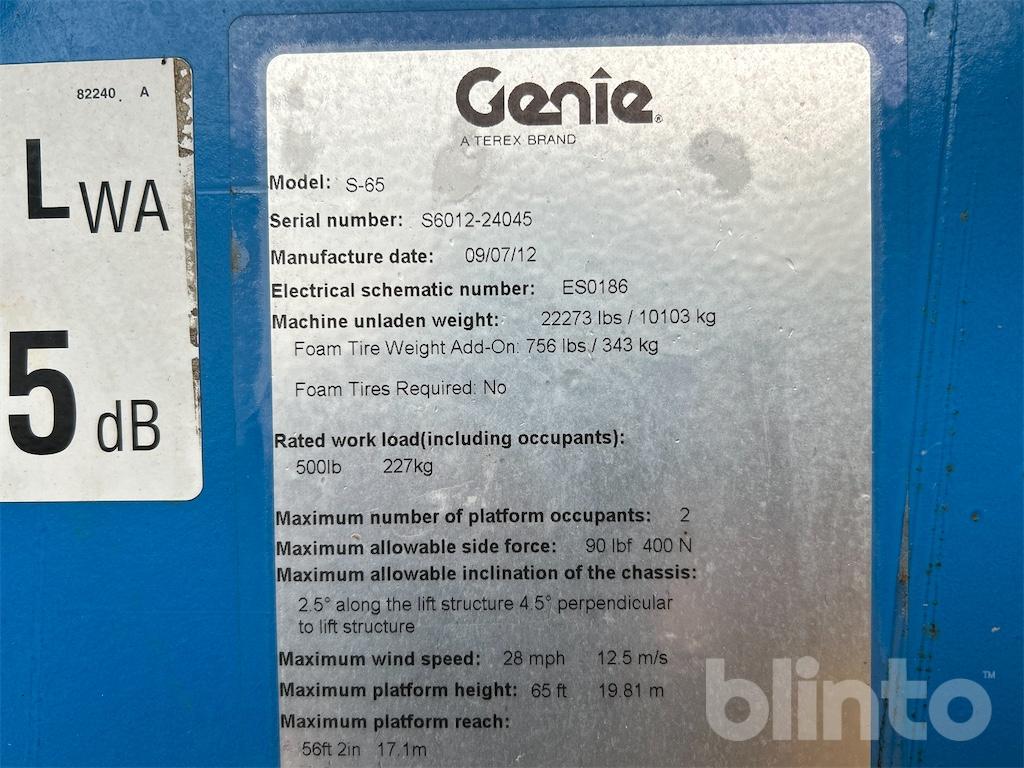 82240 A
LWA
5 dB
Genie®
A TEREX BRAND
Model: S-65
Serial number: S6012-24045
Manufacture date: 09/07/12
Electrical schematic number: ES0186
Machine unladen weight: 22273 lbs / 10103 kg
Foam Tire Weight Add-On: 756 lbs / 343 kg
Foam Tires Required: No
Rated work load(including occupants):
500lb 227kg
Maximum number of platform occupants: 2
Maximum allowable side force: 90 lbf 400 N
Maximum allowable inclination of the chassis:
2.5° along the lift structure 4.5° perpendicular
to lift structure
Maximum wind speed: 28 mph 12.5 m/s
Maximum platform height: 65 ft 19.81 m
Maximum platform reach:
56ft 2in 17.1m
blinto™